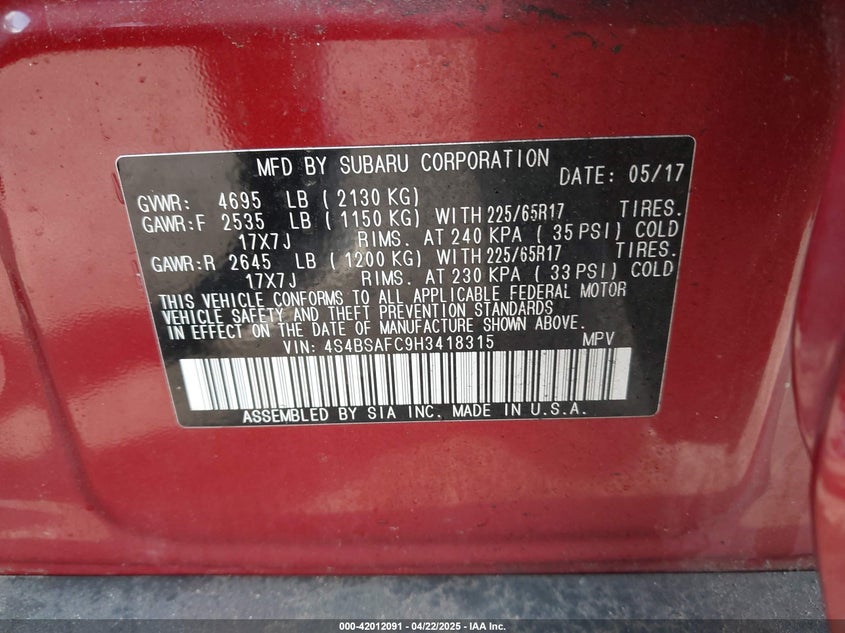 MFD BY SUBARU CORPORATION DATE: 05/17
GVWR: 4695 LB ( 2130 KG)
GAWR:F 2535 LB ( 1150 KG) WITH 225/65R17 TIRES.
17X7J RIMS. AT 240 KPA ( 35 PSI) COLD
GAWR:R 2645 LB ( 1200 KG) WITH 225/65R17 TIRES.
17X7J RIMS. AT 230 KPA ( 33 PSI) COLD
THIS VEHICLE CONFORMS TO ALL APPLICABLE FEDERAL MOTOR
VEHICLE SAFETY AND THEFT PREVENTION STANDARDS
IN EFFECT ON THE DATE OF MANUFACTURE SHOWN ABOVE.
VIN: 4S4BSAFC9H3418315 MPV
ASSEMBLED BY SIA INC. MADE IN U.S.A.
000-42012091 - 04/22/2025 - IAA Inc.